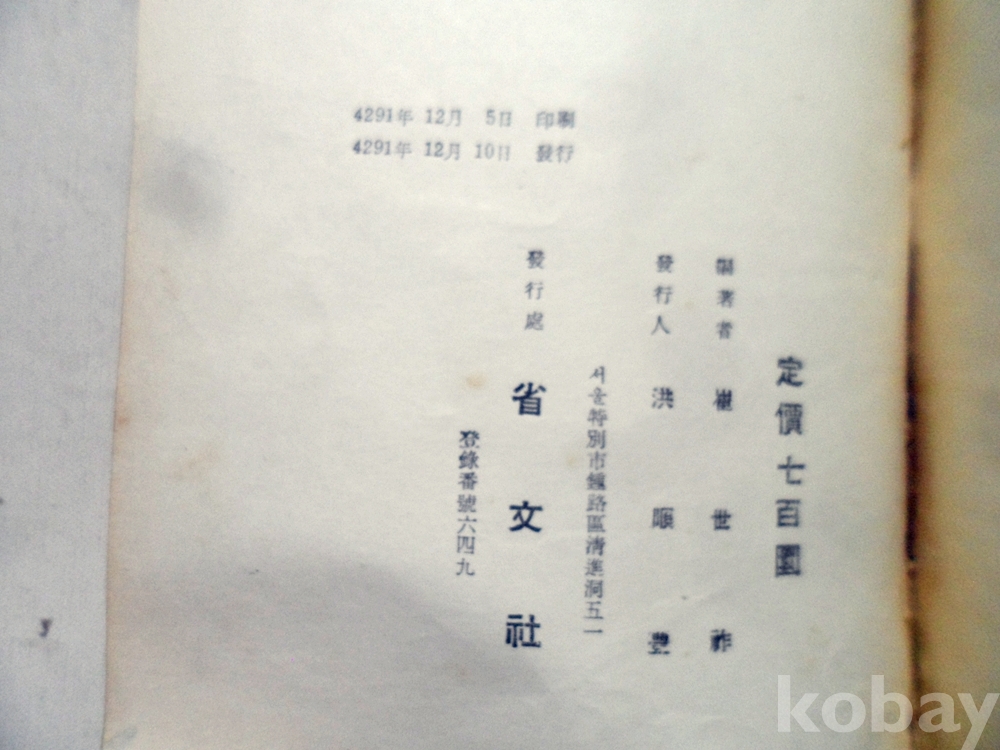 4291年 12月 5日 印刷
4291年 12月 10日 發行
定價七百圜
編著者 崔世祚
發行人 洪順豊
서울特別市鐘路區淸進洞五一
發行處 省文社
登錄番號六四九
kobay